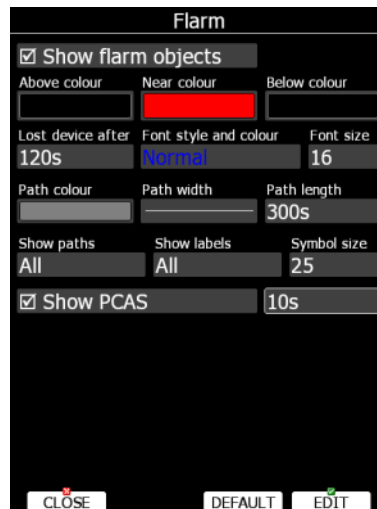 Flarm
Show flarm objects
Above colour Near colour Below colour
Lost device after Font style and colour Font size
120s Normal 16
Path colour Path width Path length
300s
Show paths Show labels Symbol size
All All 25
Show PCAS 10s
CLOSE DEFAULT EDIT